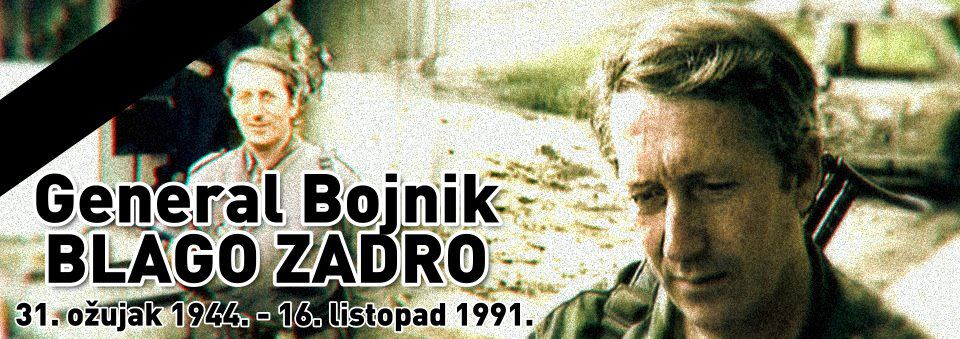 General Bojnik
BLAGO ZADRO
31. ožujak 1944. - 16. listopad 1991.